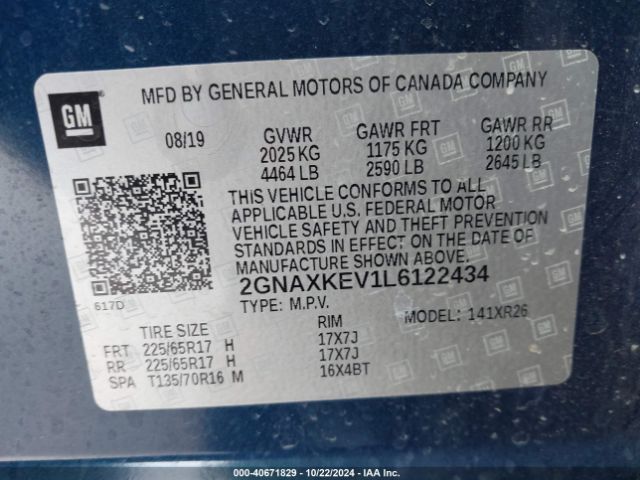 GM
MFD BY GENERAL MOTORS OF CANADA COMPANY
08/19 GVWR GAWR FRT GAWR RR
2025 KG 1175 KG 1200 KG
4464 LB 2590 LB 2645 LB
THIS VEHICLE CONFORMS TO ALL
APPLICABLE U.S. FEDERAL MOTOR
VEHICLE SAFETY AND THEFT PREVENTION
STANDARDS IN EFFECT ON THE DATE OF
MANUFACTURE SHOWN ABOVE.
617D
2GNAXKEV1L6122434
TYPE: M.P.V. MODEL: 141XR26
TIRE SIZE RIM
FRT 225/65R17 H 17X7J
RR 225/65R17 H 17X7J
SPA T135/70R16 M 16X4BT
000-40671829 | 10/22/2024 - IAA Inc.